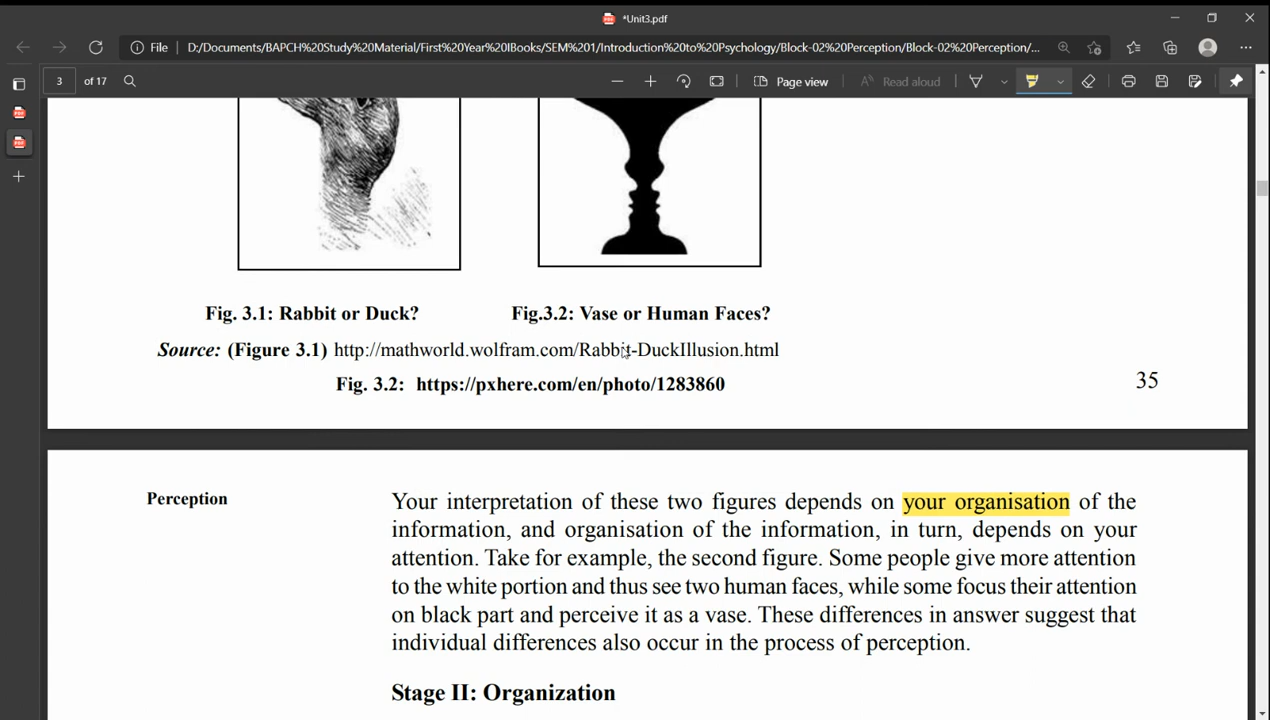 *Unit3.pdf
File
D:/Documents/BAPCH%20Study%20Material/First%20Year%20IBooks/SEM%201/Introduction%20to%20Psychology/Block-02%20Perception/Block-02%20Perception/...
3 of 17
Page view
Read aloud
Fig. 3.1: Rabbit or Duck? Fig.3.2: Vase or Human Faces?
Source: (Figure 3.1) http://mathworld.wolfram.com/Rabbit-DuckIllusion.html
Fig. 3.2: https://pxhere.com/en/photo/1283860
35
Perception
Your interpretation of these two figures depends on your organisation of the
information, and organisation of the information, in turn, depends on your
attention. Take for example, the second figure. Some people give more attention
to the white portion and thus see two human faces, while some focus their attention
on black part and perceive it as a vase. These differences in answer suggest that
individual differences also occur in the process of perception.
Stage II: Organization